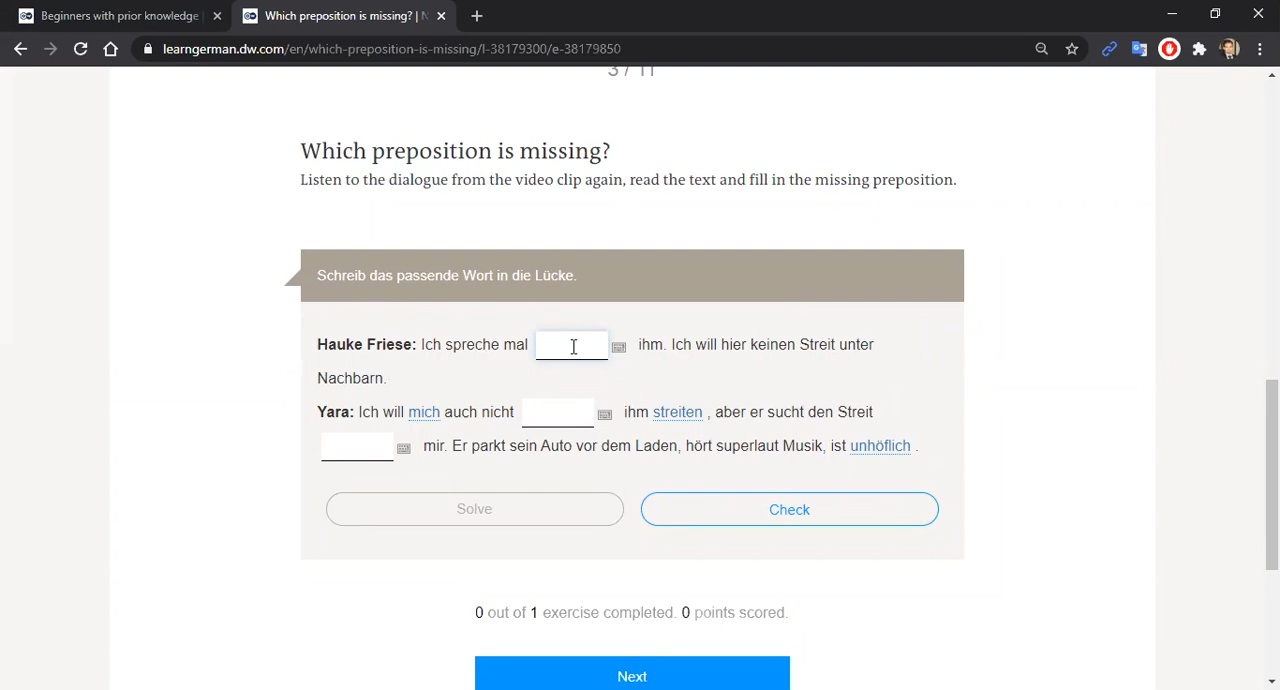 Beginners with prior knowledge
Which preposition is missing? | N
learngerman.dw.com/en/which-preposition-is-missing/l-38179300/e-38179850
3 / 11
Which preposition is missing?
Listen to the dialogue from the video clip again, read the text and fill in the missing preposition.
Schreib das passende Wort in die Lücke.
Hauke Friese: Ich spreche mal ihm. Ich will hier keinen Streit unter
Nachbarn.
Yara: Ich will mich auch nicht ihm streiten , aber er sucht den Streit
mir. Er parkt sein Auto vor dem Laden, hört superlaut Musik, ist unhöflich .
Solve
Check
0 out of 1 exercise completed. 0 points scored.
Next